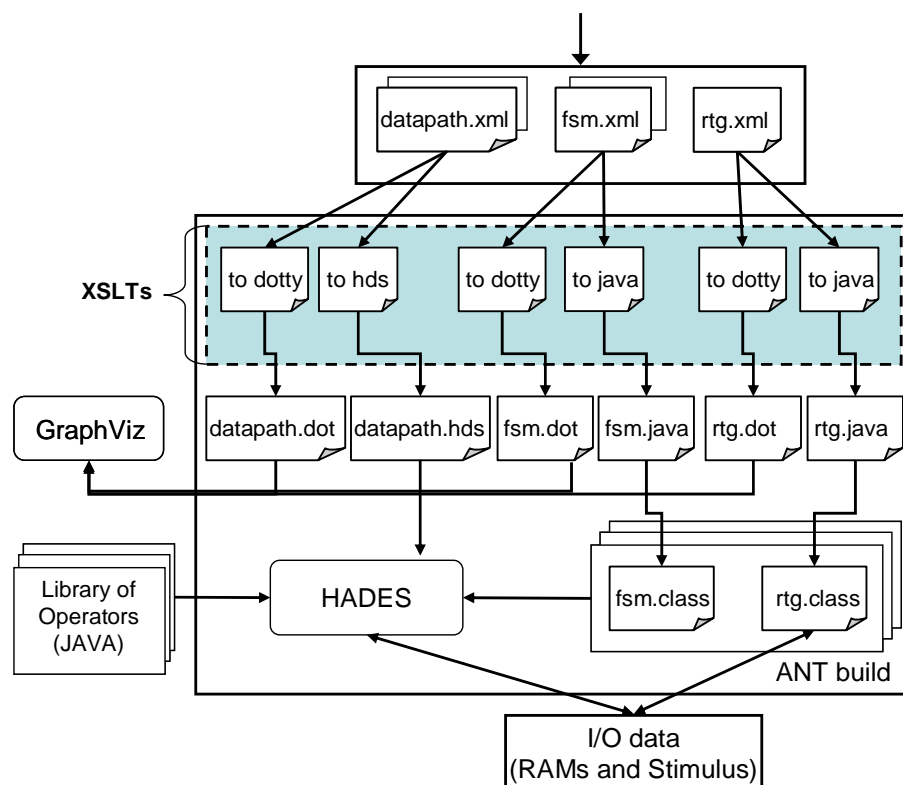 datapath.xml
fsm.xml
rtg.xml
XSLTs
to dotty
to hds
to dotty
to java
to dotty
to java
GraphViz
datapath.dot
datapath.hds
fsm.dot
fsm.java
rtg.dot
rtg.java
Library of
Operators
(JAVA)
HADES
fsm.class
rtg.class
ANT build
I/O data
(RAMs and Stimulus)